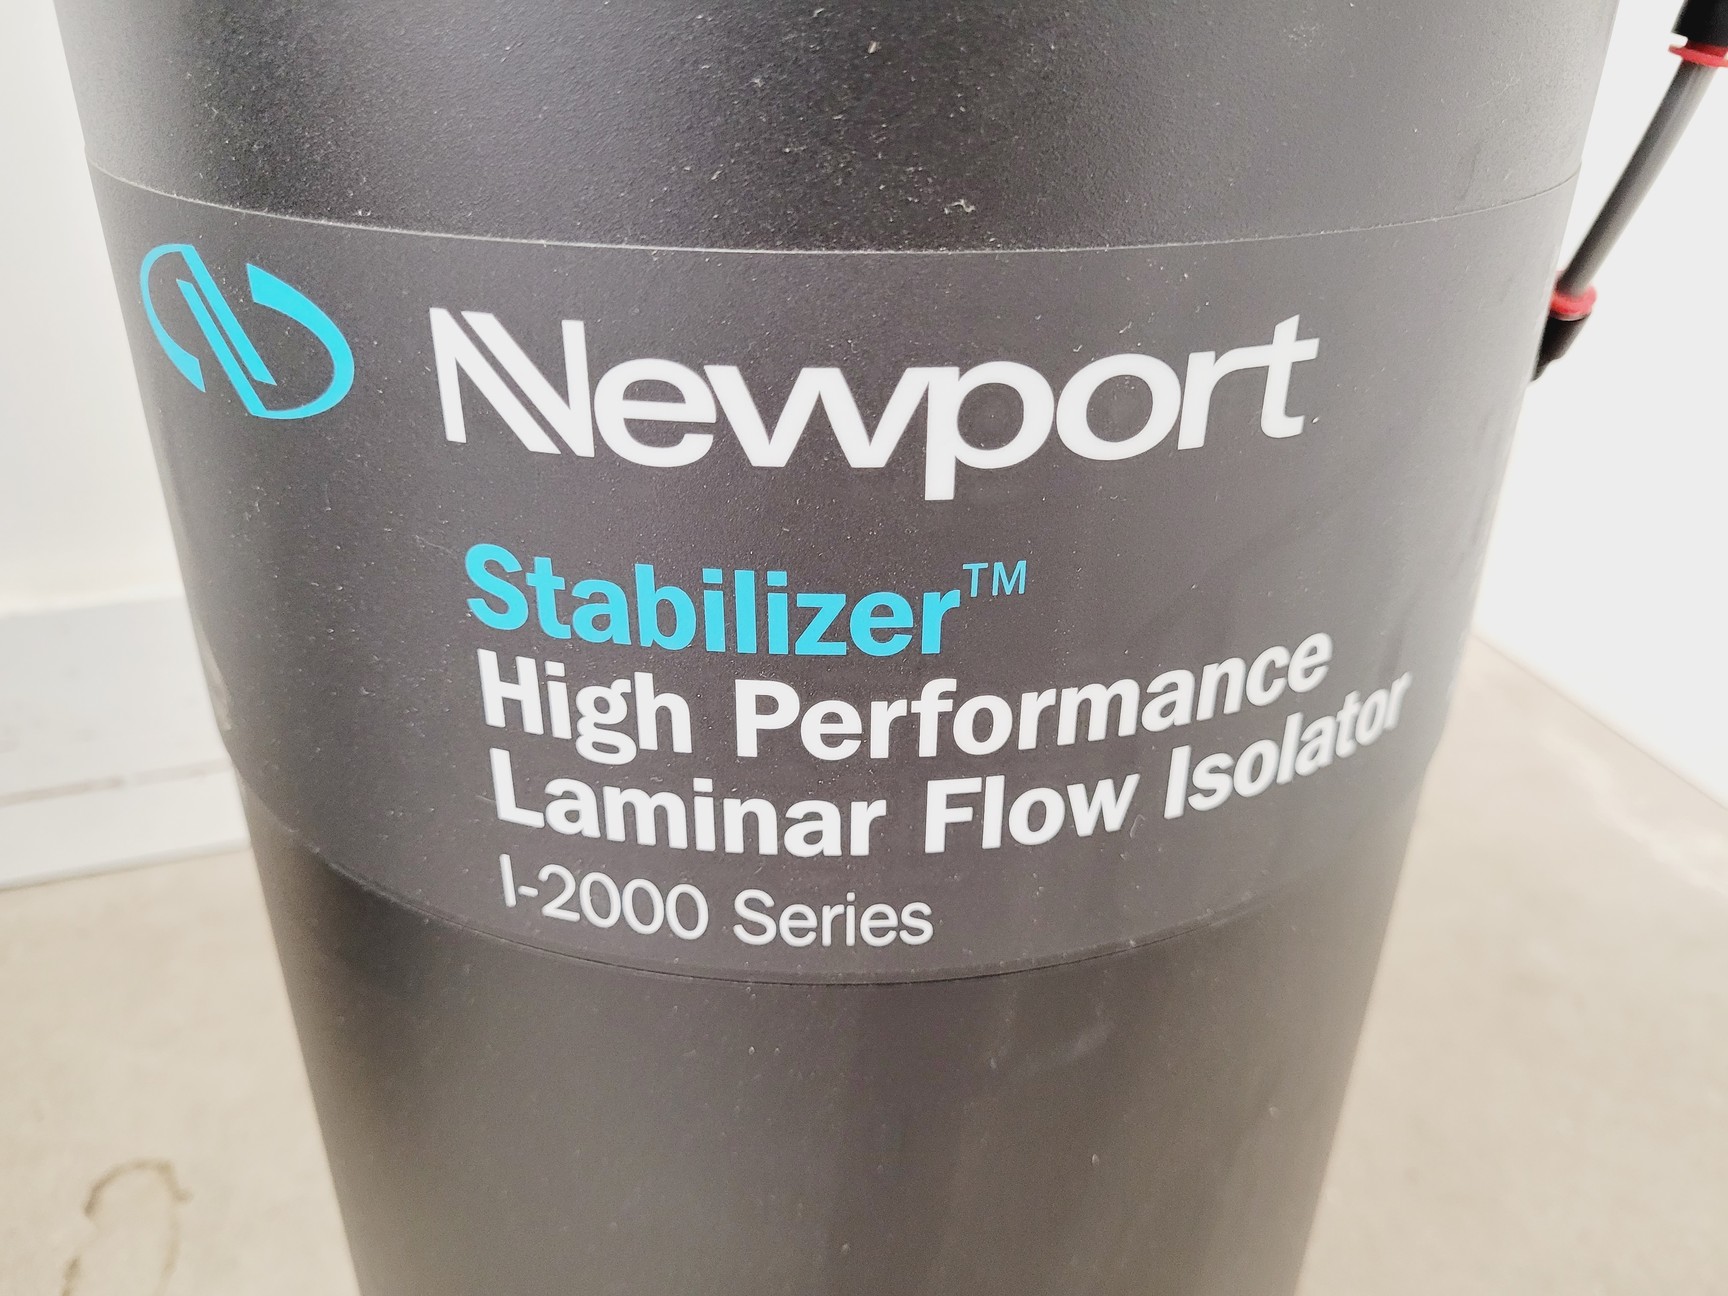 Newport
Stabilizer™
High Performance
Laminar Flow Isolator
I-2000 Series